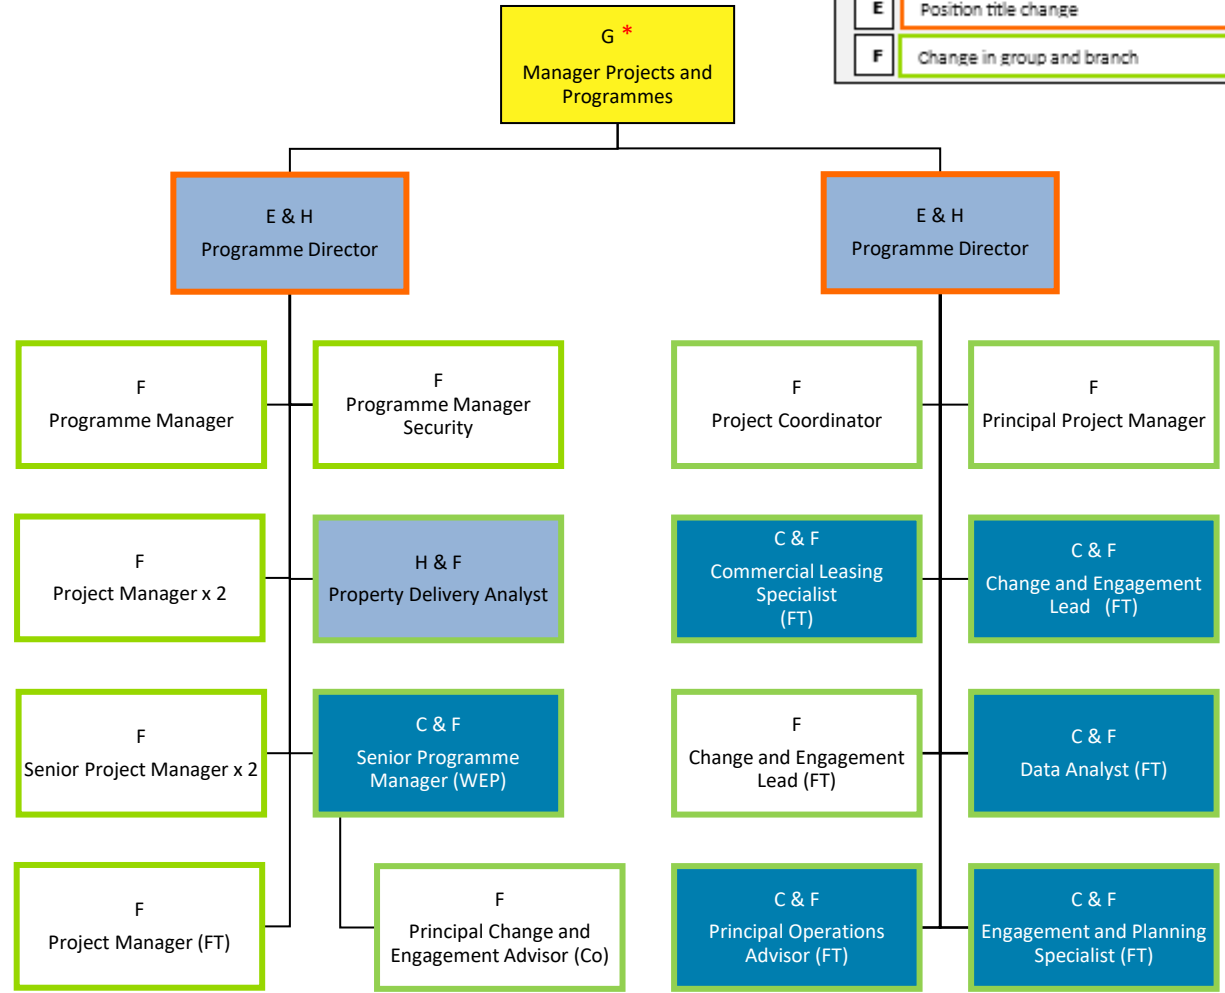 E
Position title change
F
Change in group and branch
G *
Manager Projects and
Programmes
E & H
Programme Director
E & H
Programme Director
F
Programme Manager
F
Programme Manager
Security
F
Project Coordinator
F
Principal Project Manager
F
Project Manager x 2
H & F
Property Delivery Analyst
C & F
Commercial Leasing
Specialist
(FT)
C & F
Change and Engagement
Lead (FT)
F
Senior Project Manager x 2
C & F
Senior Programme
Manager (WEP)
F
Change and Engagement
Lead (FT)
C & F
Data Analyst (FT)
F
Project Manager (FT)
F
Principal Change and
Engagement Advisor (Co)
C & F
Principal Operations
Advisor (FT)
C & F
Engagement and Planning
Specialist (FT)